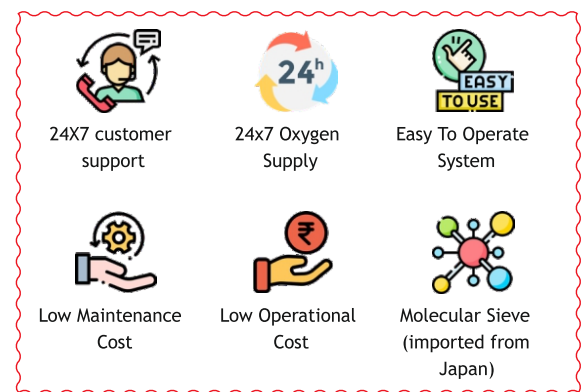 24h
EASY
TO USE
24X7 customer
support
24x7 Oxygen
Supply
Easy To Operate
System
₹
Low Maintenance
Cost
Low Operational
Cost
Molecular Sieve
(imported from
Japan)